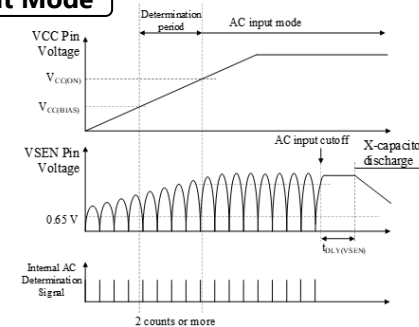 t Mode
Determination
period
AC input mode
VCC Pin
Voltage
VCC(ON)
VCC(BIAS)
AC input cutoff
X-capacito
discharge
VSEN Pin
Voltage
0.65 V
tDLY(VSEN)
Internal AC
Determination
Signal
2 counts or more